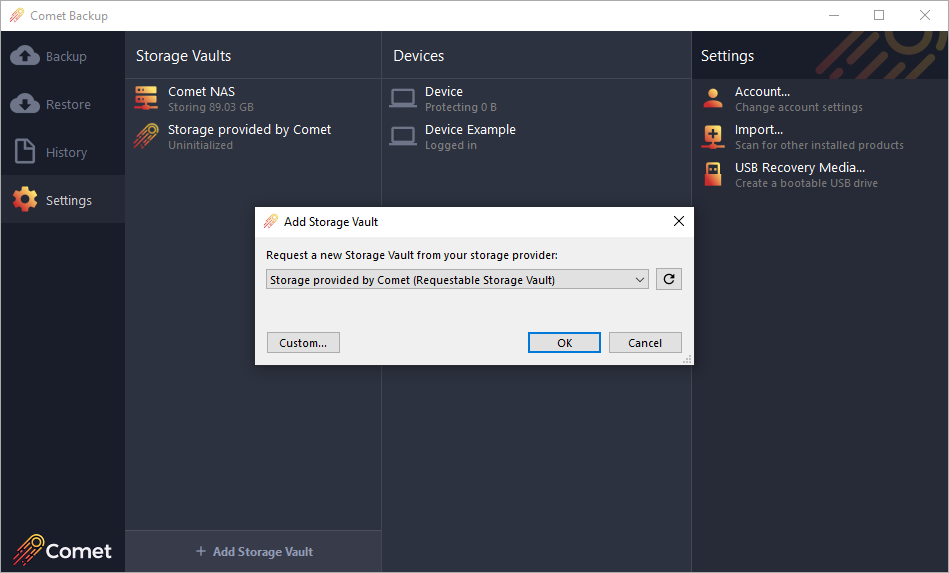 Comet Backup
Backup
Restore
History
Settings
Comet
Storage Vaults
Comet NAS
Storing 89.03 GB
Storage provided by Comet
Uninitialized
+ Add Storage Vault
Devices
Device
Protecting 0 B
Device Example
Logged in
Settings
Account...
Change account settings
Import...
Scan for other installed products
USB Recovery Media...
Create a bootable USB drive
Add Storage Vault
Request a new Storage Vault from your storage provider:
Storage provided by Comet (Requestable Storage Vault)
Custom...
OK
Cancel